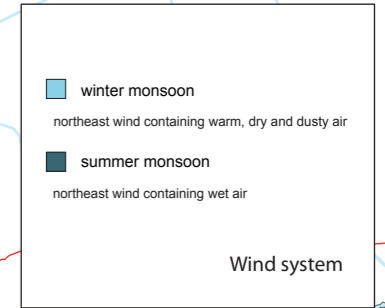 winter monsoon
northeast wind containing warm, dry and dusty air
summer monsoon
northeast wind containing wet air
Wind system